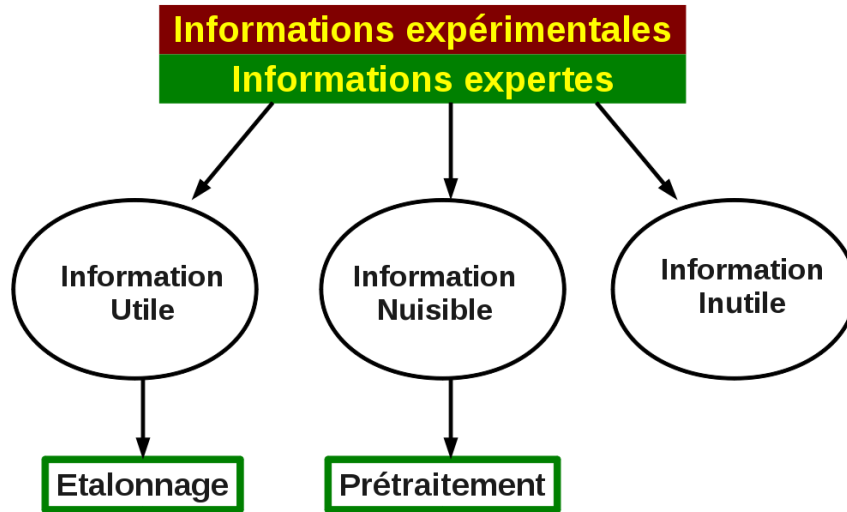 Informations expérimentales
Informations expertes
Information
Utile
Information
Nuisible
Information
Inutile
Etalonnage
Prétraitement